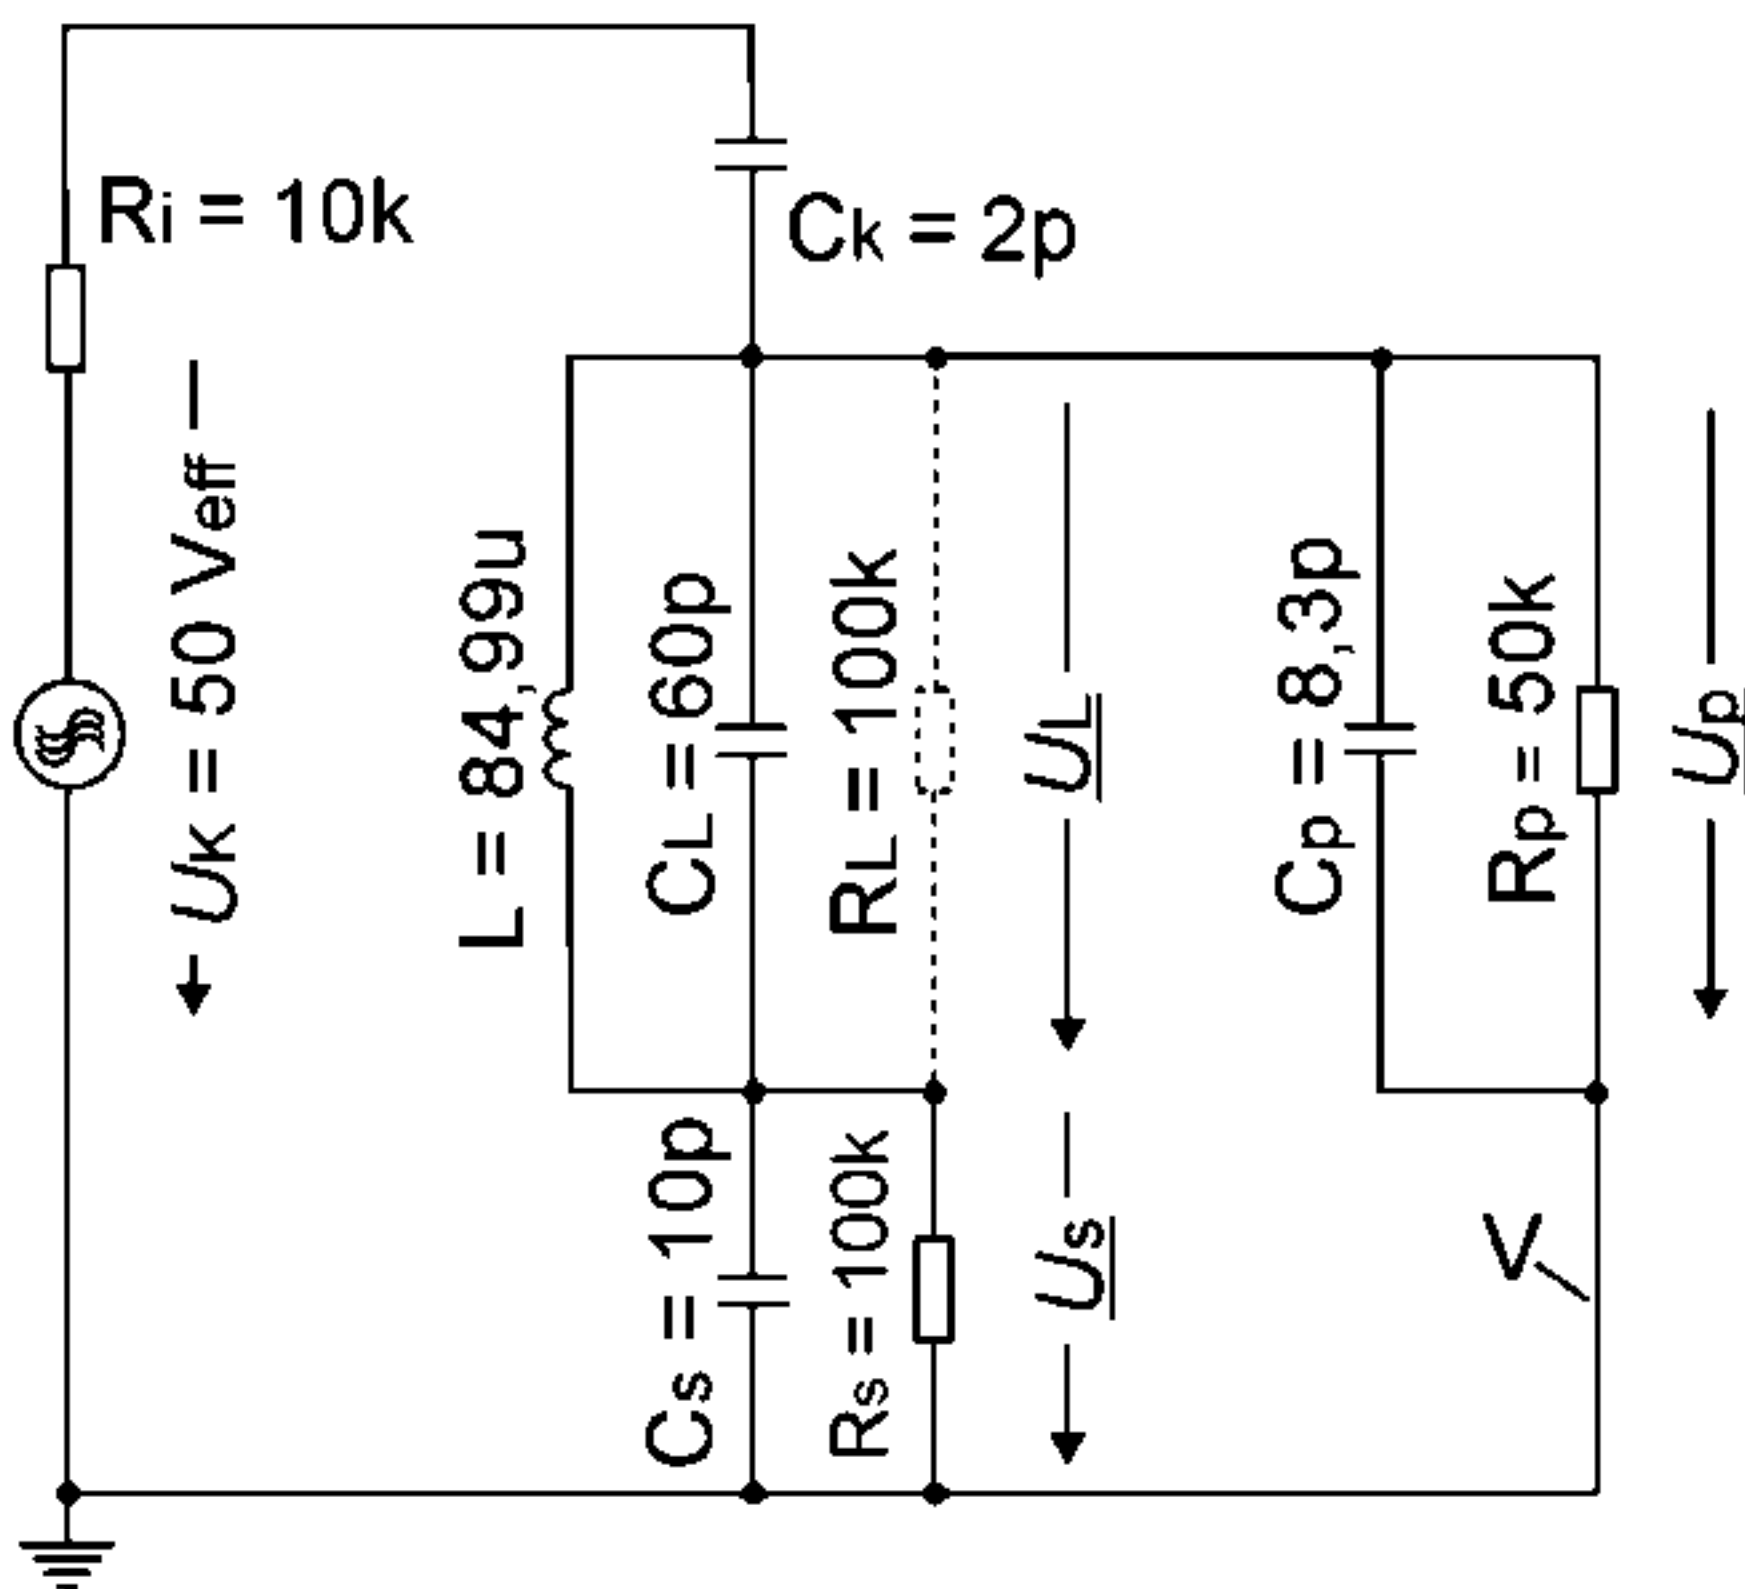 Ri = 10k
Ck = 2p
UK = 50 Veff
L = 84,99u
CL = 60p
RL = 100k
UL
Cp = 8,3p
Rp = 50k
Up
Cs = 10p
Rs = 100k
Us
V